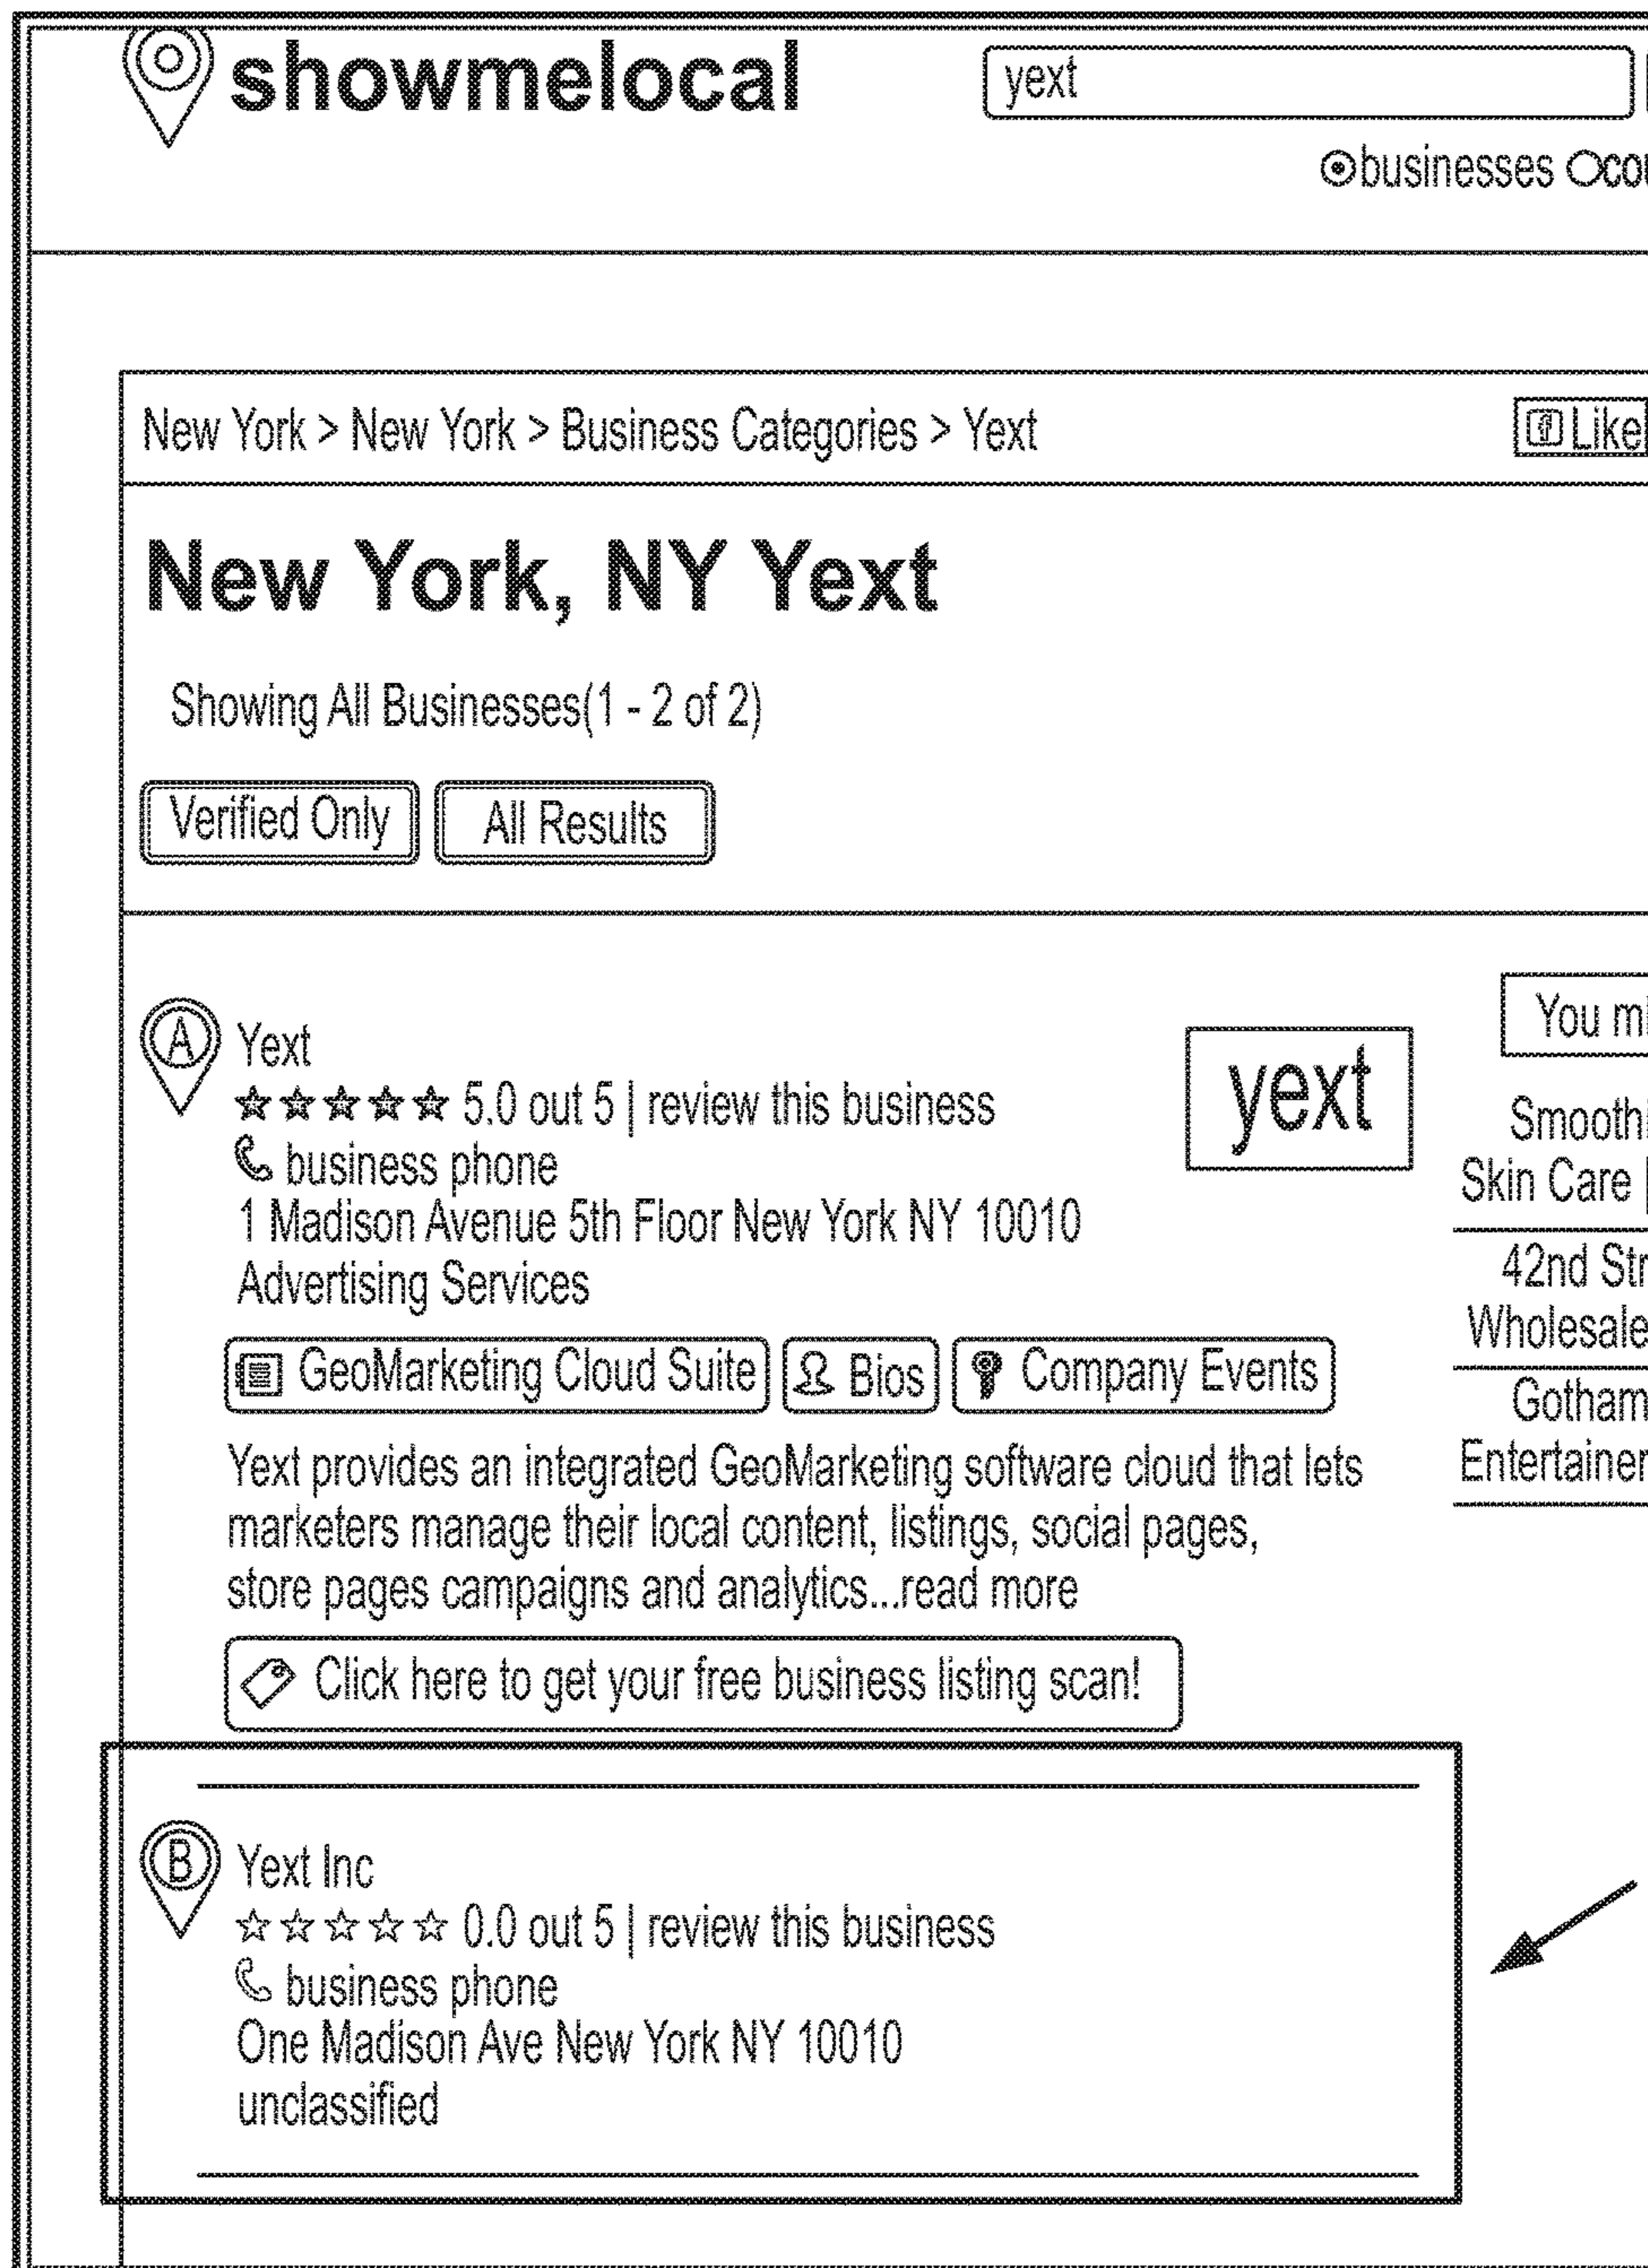 showmelocal
yext
businesses
New York > New York > Business Categories > Yext
Like
New York, NY Yext
Showing All Businesses(1 - 2 of 2)
Verified Only
All Results
A
Yext
5.0 out 5 | review this business
business phone
1 Madison Avenue 5th Floor New York NY 10010
Advertising Services
yext
GeoMarketing Cloud Suite
Bios
Company Events
Yext provides an integrated GeoMarketing software cloud that lets
marketers manage their local content, listings, social pages,
store pages campaigns and analytics...read more
Click here to get your free business listing scan!
You
Skin Care
42nd
Wholesale
Gotham
Entertainer
B
Yext Inc
0.0 out 5 | review this business
business phone
One Madison Ave New York NY 10010
unclassified